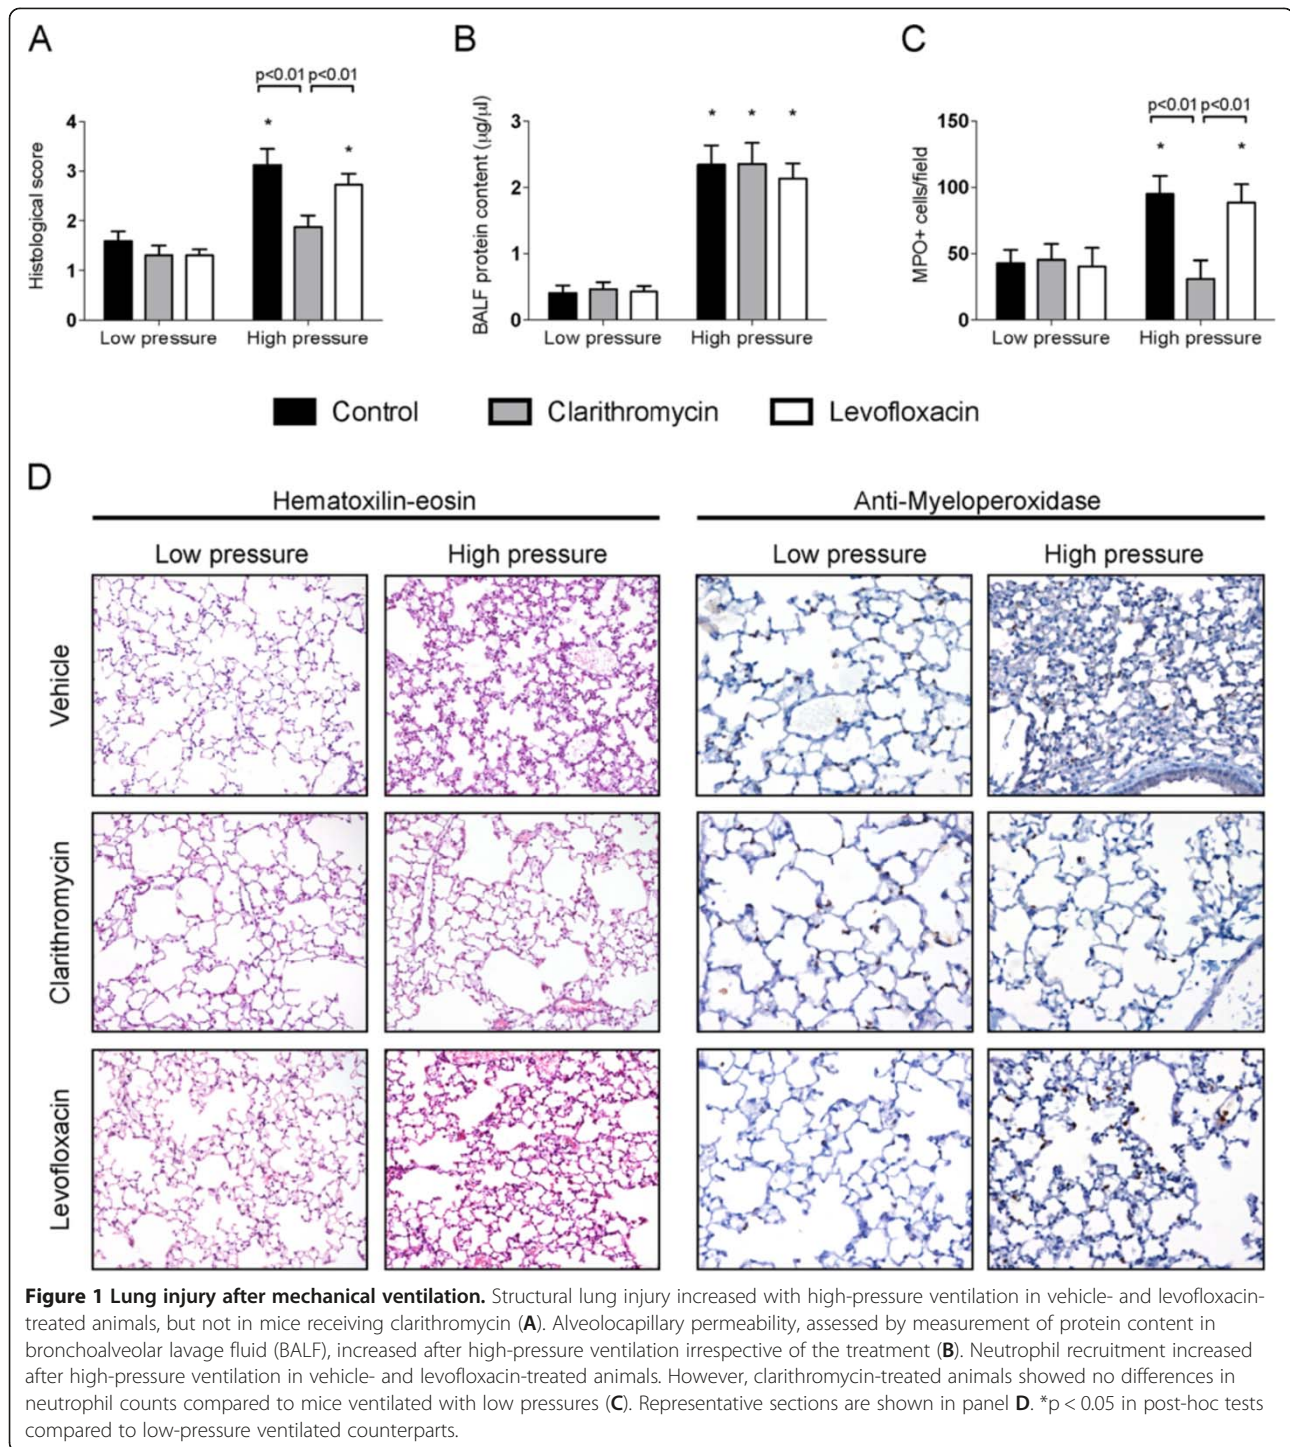 A
B
C
p<0.01 p<0.01
Histological score
4
3
2
1
0
*
*
Low pressure High pressure
BALF protein content (µg/µl)
3
2
1
0
* * *
Low pressure High pressure
p<0.01 p<0.01
MPO+ cells/field
150
100
50
0
*
*
Low pressure High pressure
Control Clarithromycin Levofloxacin
D
Hematoxilin-eosin Anti-Myeloperoxidase
Low pressure High pressure Low pressure High pressure
Vehicle
Clarithromycin
Levofloxacin
Figure 1 Lung injury after mechanical ventilation. Structural lung injury increased with high-pressure ventilation in vehicle- and levofloxacin-
treated animals, but not in mice receiving clarithromycin (A). Alveolocapillary permeability, assessed by measurement of protein content in
bronchoalveolar lavage fluid (BALF), increased after high-pressure ventilation irrespective of the treatment (B). Neutrophil recruitment increased
after high-pressure ventilation in vehicle- and levofloxacin-treated animals. However, clarithromycin-treated animals showed no differences in
neutrophil counts compared to mice ventilated with low pressures (C). Representative sections are shown in panel D. *p < 0.05 in post-hoc tests
compared to low-pressure ventilated counterparts.